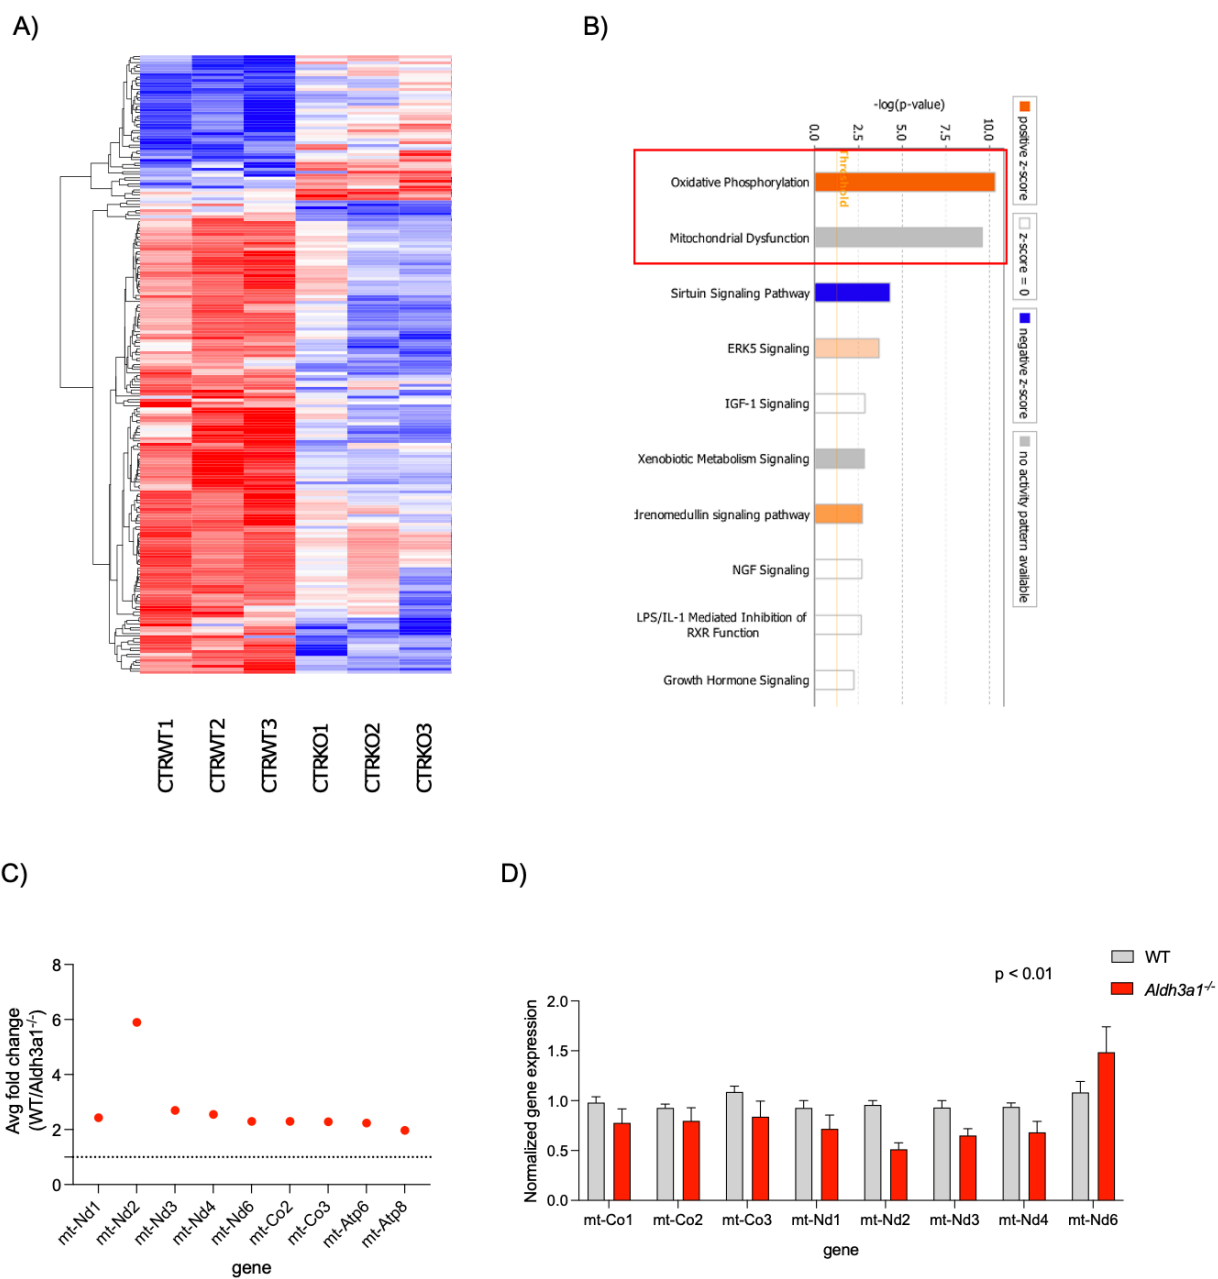 A)
CTRWT1
CTRWT2
CTRWT3
CTRKO1
CTRKO2
CTRKO3
B)
-log(p-value)
0.0
2.5
5.0
7.5
10.0
Threshold
Oxidative Phosphorylation
Mitochondrial Dysfunction
Sirtuin Signaling Pathway
ERK5 Signaling
IGF-1 Signaling
Xenobiotic Metabolism Signaling
drenomedullin signaling pathway
NGF Signaling
LPS/IL-1 Mediated Inhibition of
RXR Function
Growth Hormone Signaling
positive z-score
z-score = 0
negative z-score
no activity pattern available
C)
Avg fold change
(WT/Aldh3a1-/-)
8
6
4
2
0
mt-Nd1
mt-Nd2
mt-Nd3
mt-Nd4
mt-Nd6
mt-Co2
mt-Co3
mt-Atp6
mt-Atp8
gene
D)
WT
Aldh3a1-/-
p < 0.01
Normalized gene expression
2.0
1.5
1.0
0.5
0.0
mt-Co1
mt-Co2
mt-Co3
mt-Nd1
mt-Nd2
mt-Nd3
mt-Nd4
mt-Nd6
gene